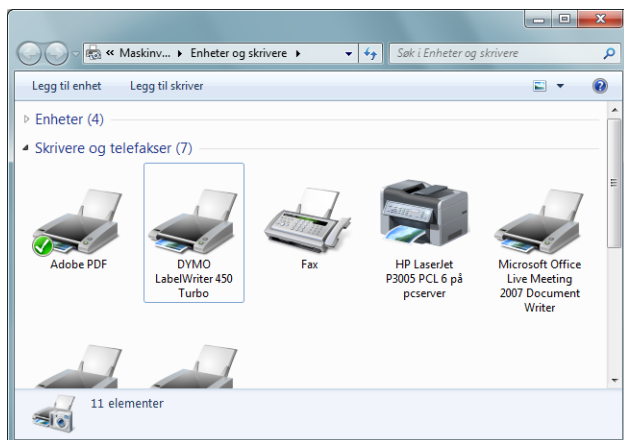 « Maskinv... ▸ Enheter og skrivere ▸ Søk i Enheter og skrivere
Legg til enhet Legg til skriver
Enheter (4)
Skrivere og telefakser (7)
Adobe PDF
DYMO
LabelWriter 450
Turbo
Fax
HP LaserJet
P3005 PCL 6 på
pcserver
Microsoft Office
Live Meeting
2007 Document
Writer
11 elementer